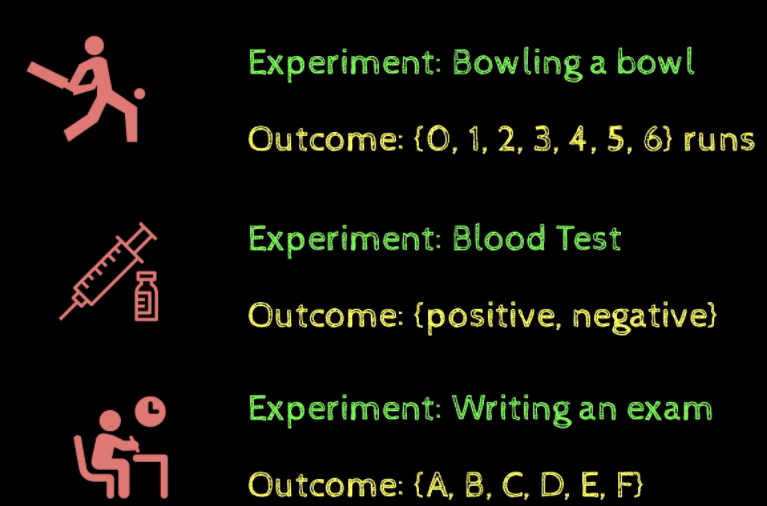 Experiment: Bowling a bowl
Outcome: {0, 1, 2, 3, 4, 5, 6} runs
Experiment: Blood Test
Outcome: {positive, negative}
Experiment: Writing an exam
Outcome: {A, B, C, D, E, F}